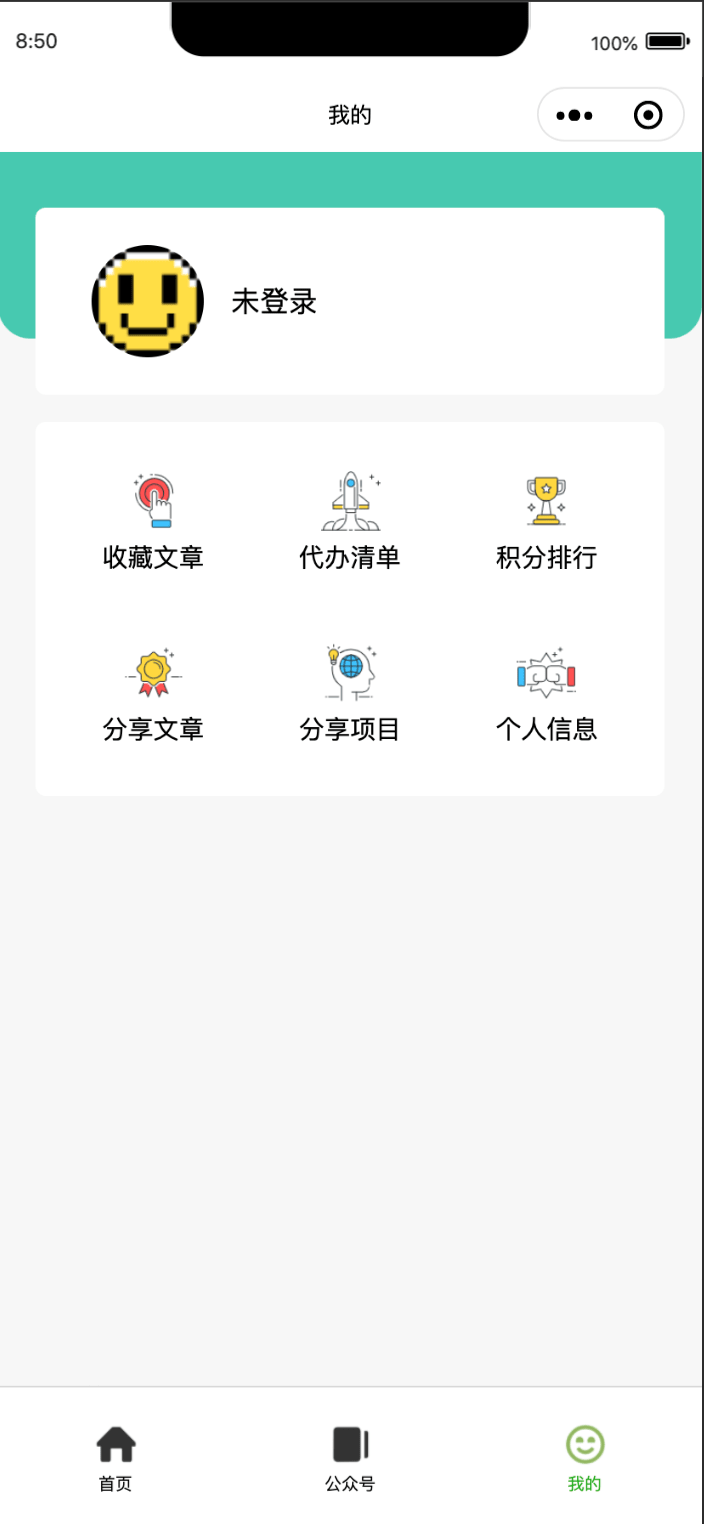 8:50
100%
我的
未登录
收藏文章
代办清单
积分排行
分享文章
分享项目
个人信息
首页
公众号
我的